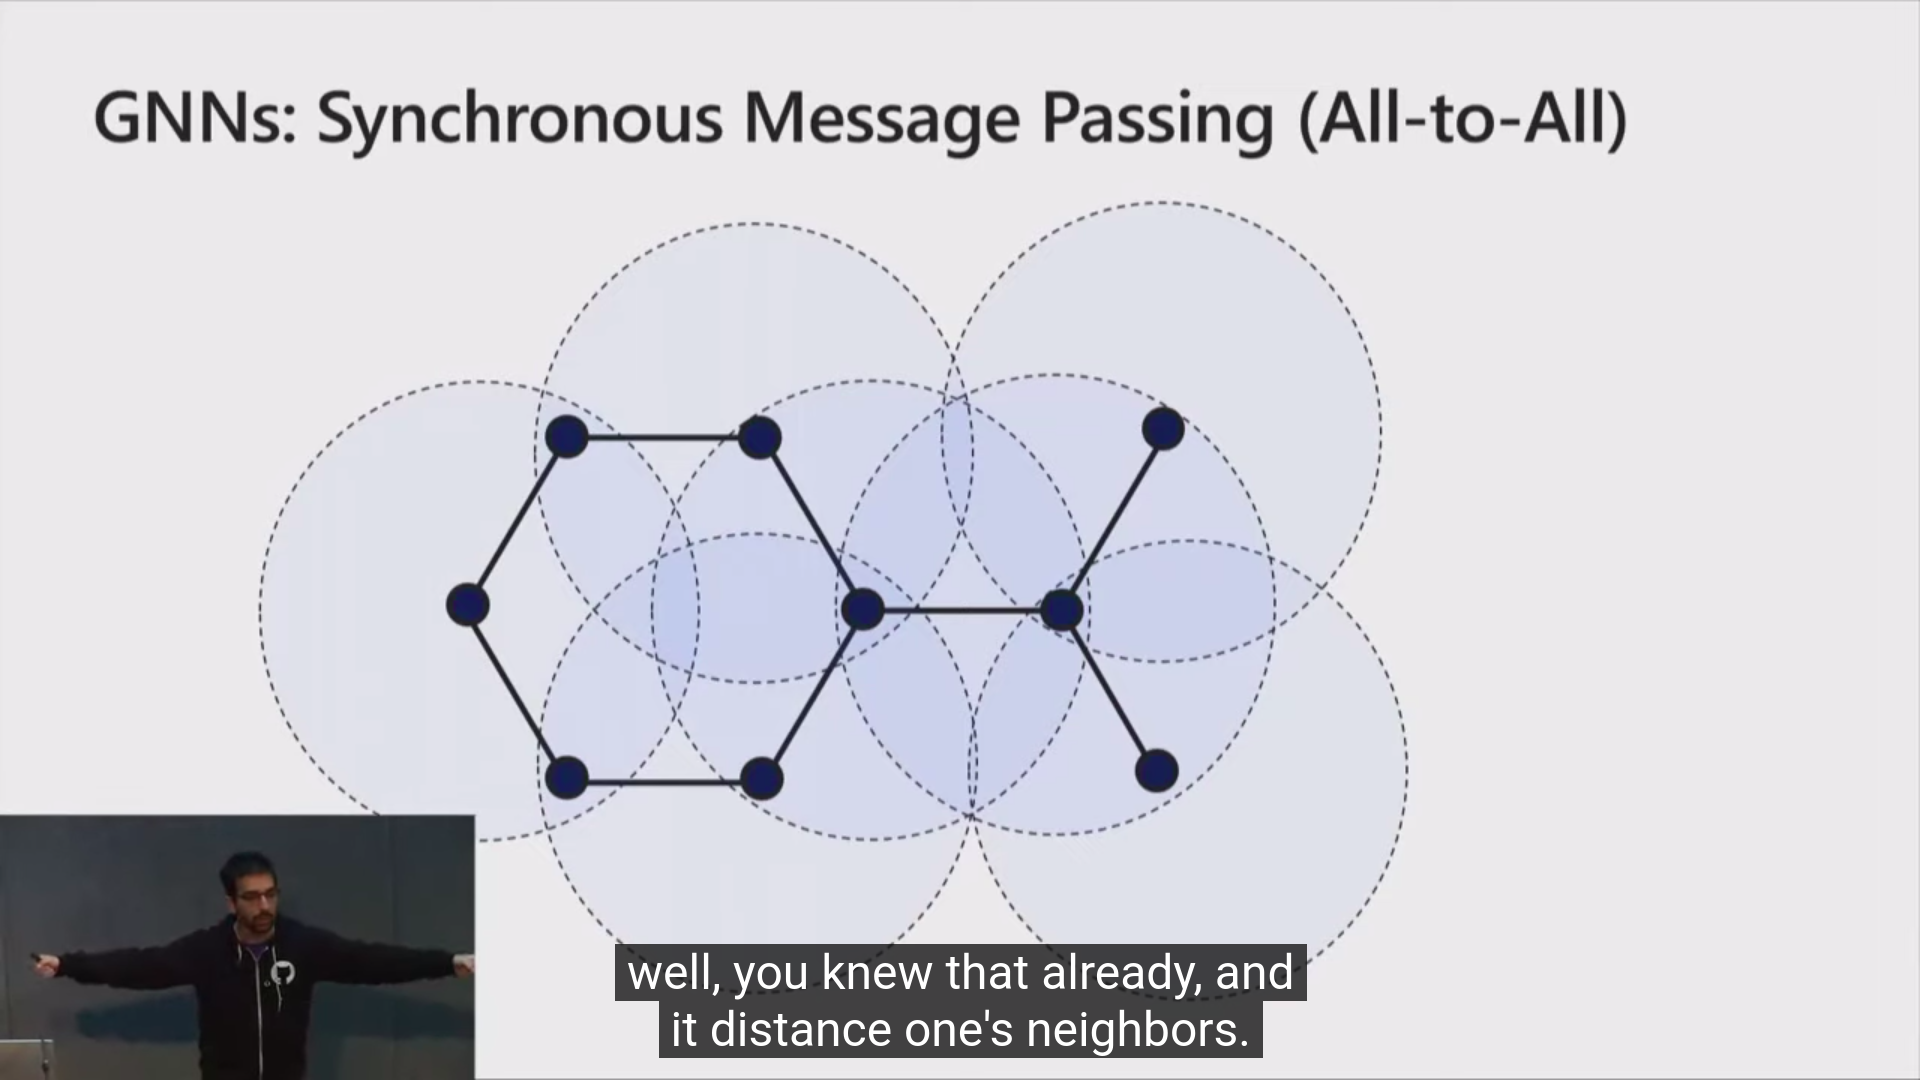 GNNs: Synchronous Message Passing (All-to-All)
well, you knew that already, and
it distance one's neighbors.